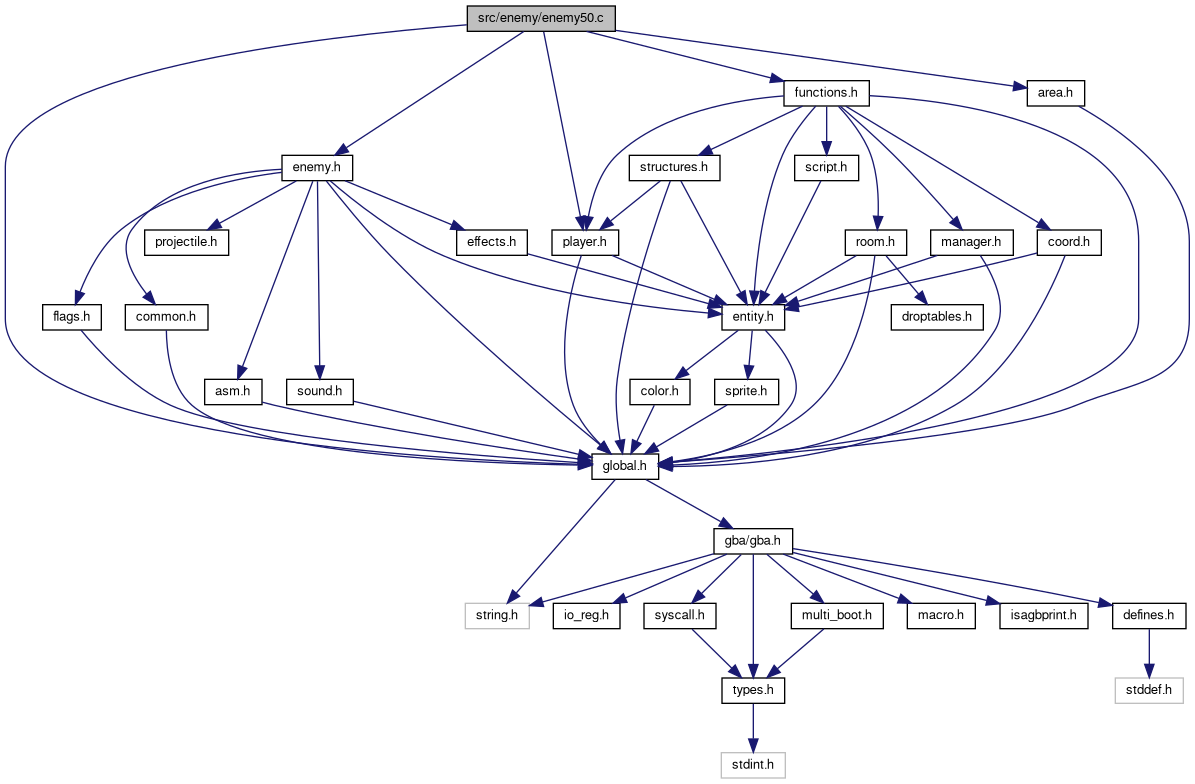 src/enemy/enemy50.c
functions.h
area.h
enemy.h
structures.h
script.h
projectile.h
effects.h
player.h
room.h
manager.h
coord.h
flags.h
common.h
entity.h
droptables.h
asm.h
sound.h
color.h
sprite.h
global.h
gba/gba.h
string.h
io_reg.h
syscall.h
multi_boot.h
macro.h
isagbprint.h
defines.h
types.h
stddef.h
stdint.h